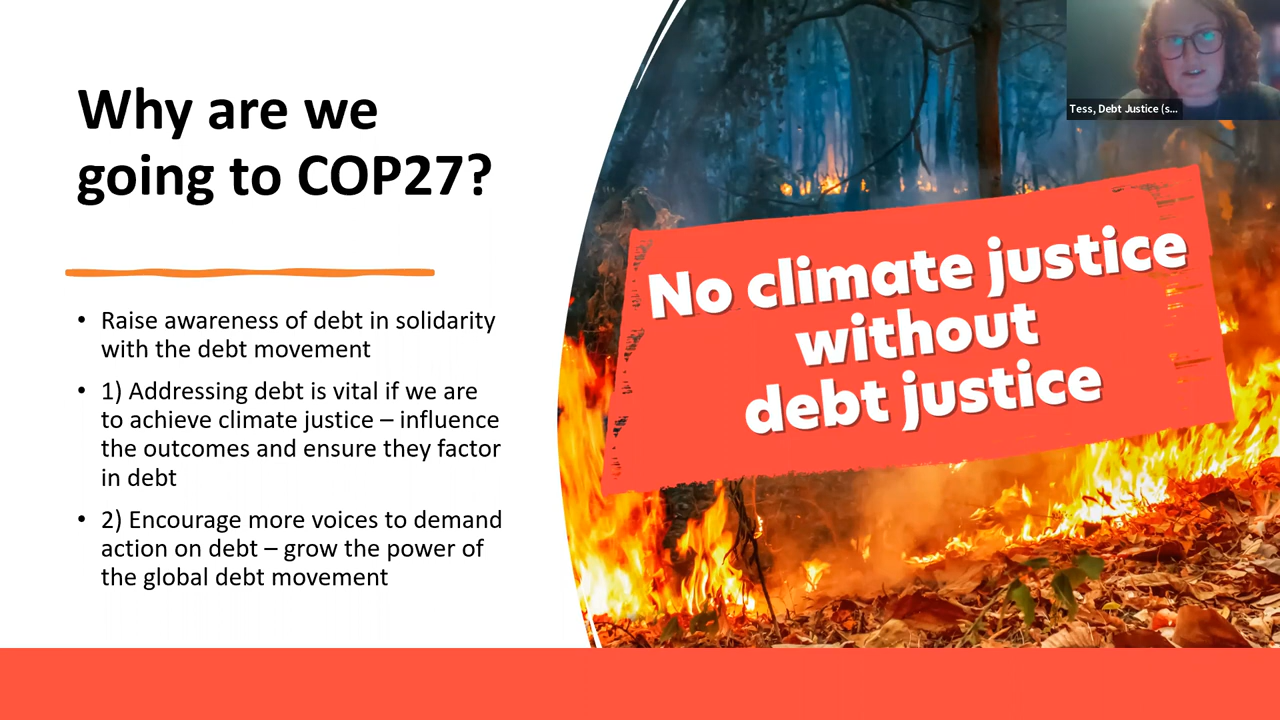 Why are we
going to COP27?
• Raise awareness of debt in solidarity
with the debt movement
• 1) Addressing debt is vital if we are
to achieve climate justice – influence
the outcomes and ensure they factor
in debt
• 2) Encourage more voices to demand
action on debt – grow the power of
the global debt movement
No climate justice
without
debt justice
Tess, Debt Justice (s...